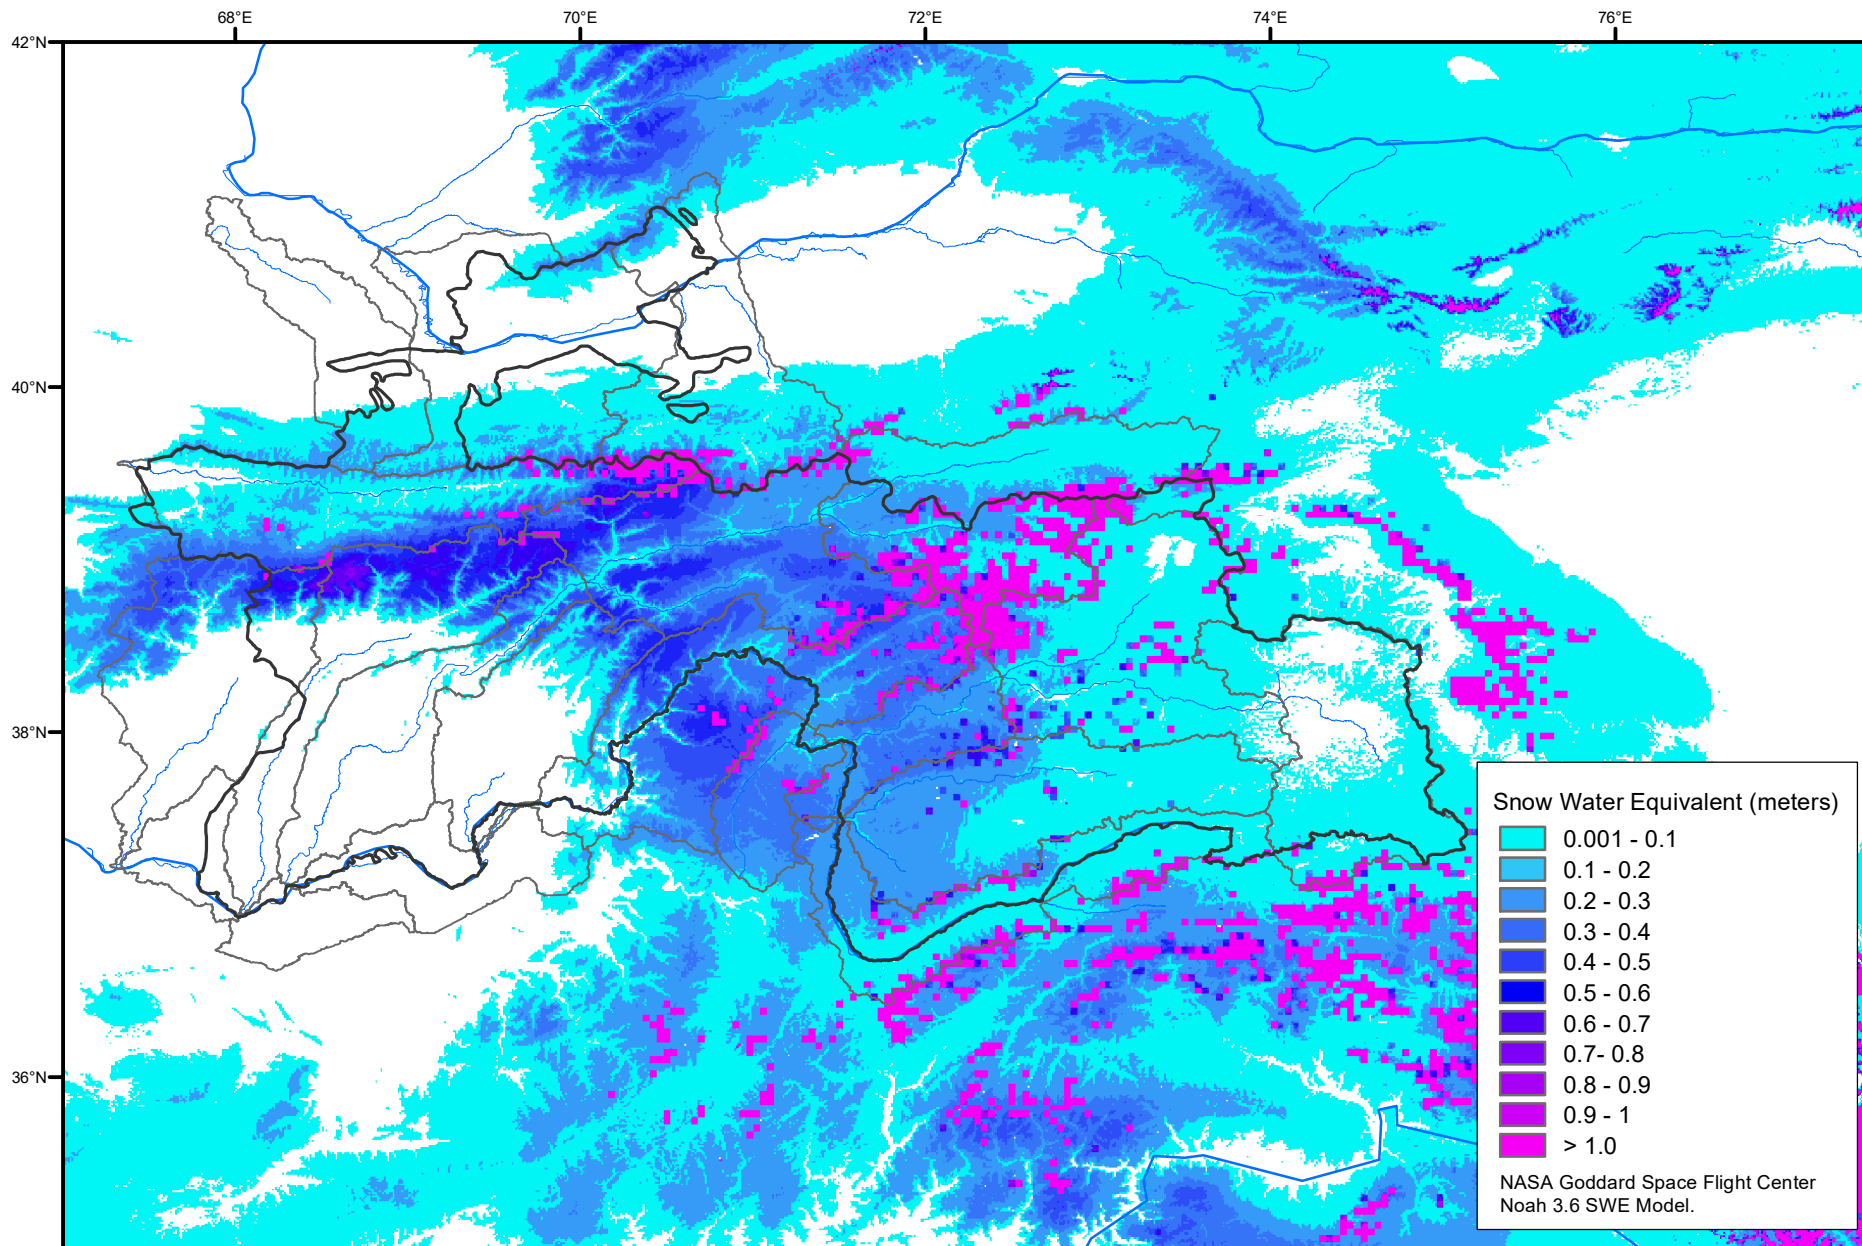 68°E 70°E 72°E 74°E 76°E
42°N
40°N
38°N
36°N
Snow Water Equivalent (meters)
0.001 - 0.1
0.1 - 0.2
0.2 - 0.3
0.3 - 0.4
0.4 - 0.5
0.5 - 0.6
0.6 - 0.7
0.7- 0.8
0.8 - 0.9
0.9 - 1
> 1.0
NASA Goddard Space Flight Center
Noah 3.6 SWE Model.